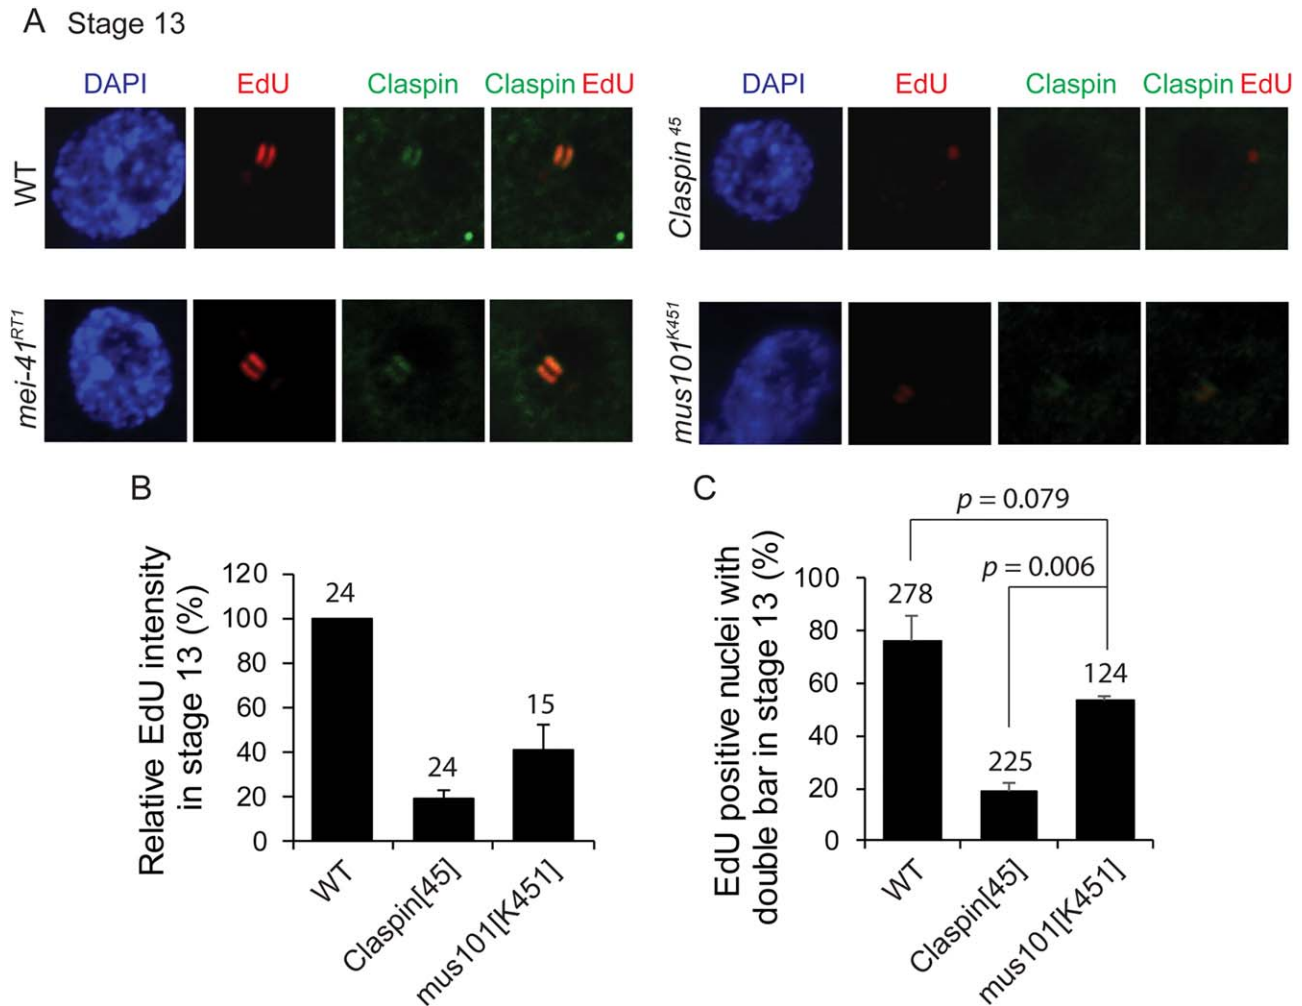 A Stage 13
DAPI EdU Claspin Claspin EdU
DAPI EdU Claspin Claspin EdU
WT
Claspin⁴⁵
mei-41ᴿᵀ¹
mus101ᴷ⁴⁵¹
B
Relative EdU intensity
in stage 13 (%)
120
100
80
60
40
20
0
24
24
15
WT
Claspin[45]
mus101[K451]
C
EdU positive nuclei with
double bar in stage 13 (%)
p = 0.079
p = 0.006
100
80
60
40
20
0
278
225
124
WT
Claspin[45]
mus101[K451]